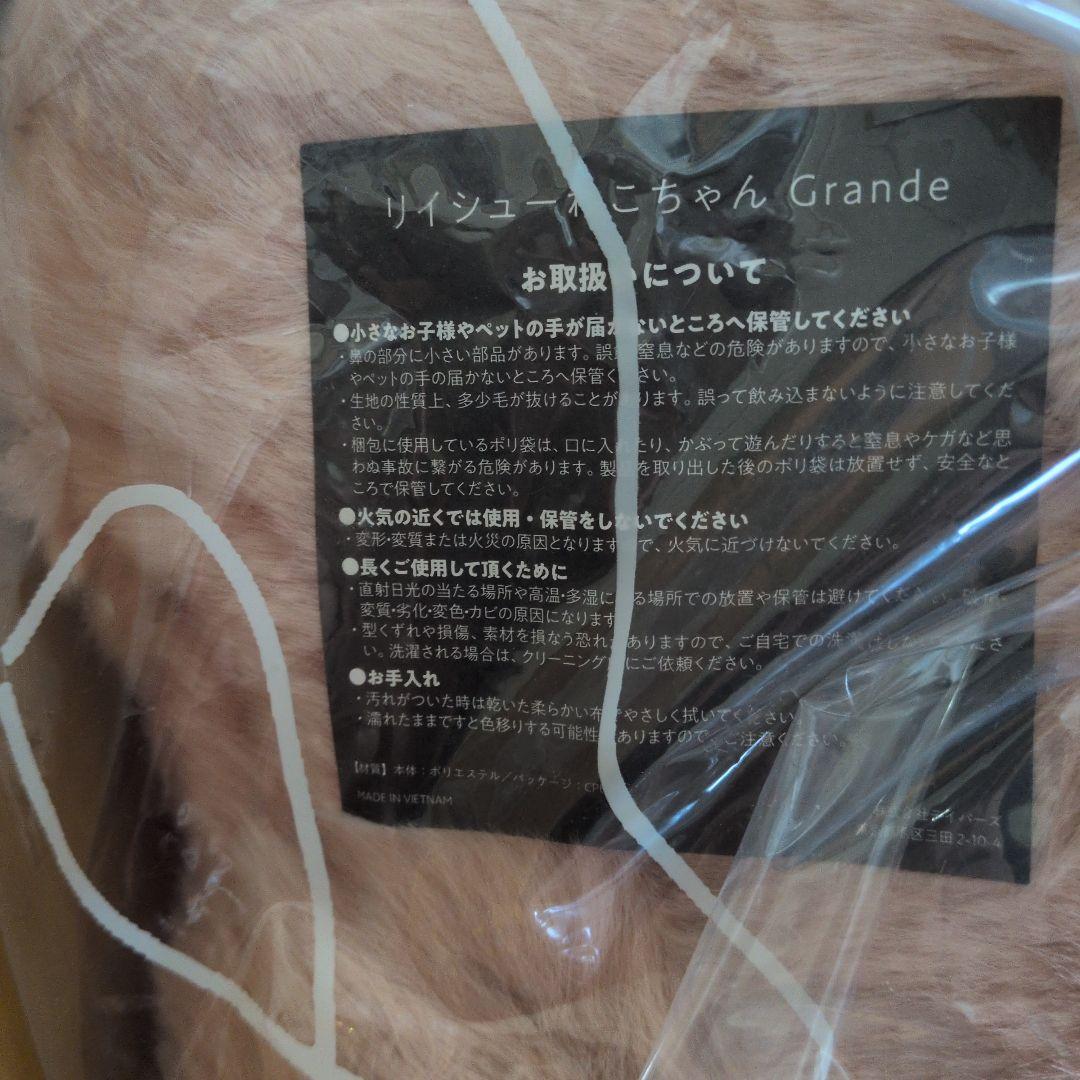 リイシューねこちゃん Grande
お取扱いについて
●小さなお子様やペットの手が届かないところへ保管してください
・鼻の部分に小さい部品があります。誤飲、窒息などの危険がありますので、小さなお子様
やペットの手の届かないところへ保管ください。
・生地の性質上、多少毛が抜けることがあります。誤って飲み込まないように注意してくだ
さい。
・梱包に使用しているポリ袋は、口に入れたり、かぶって遊んだりすると窒息やケガなど思
わぬ事故に繋がる危険があります。製品を取り出した後のポリ袋は放置せず、安全なと
ころで保管してください。
●火気の近くでは使用・保管をしないでください
・変形・変質または火災の原因となりますので、火気に近づけないでください。
●長くご使用して頂くために
・直射日光の当たる場所や高温・多湿になる場所での放置や保管は避けてください。
変質・劣化・変色・カビの原因になります
・型くずれや損傷、素材を損なう恐れがありますので、ご自宅での洗濯はしないでくださ
い。洗濯される場合は、クリーニング店にご依頼ください。
●お手入れ
・汚れがついた時は乾いた柔らかい布でやさしく拭いてください。
・濡れたままですと色移りする可能性がありますので、ご注意ください。
【材質】本体：ポリエステル／パッケージ：CP
MADE IN VIETNAM
株式会社ティパーズ
区三田2-10-4